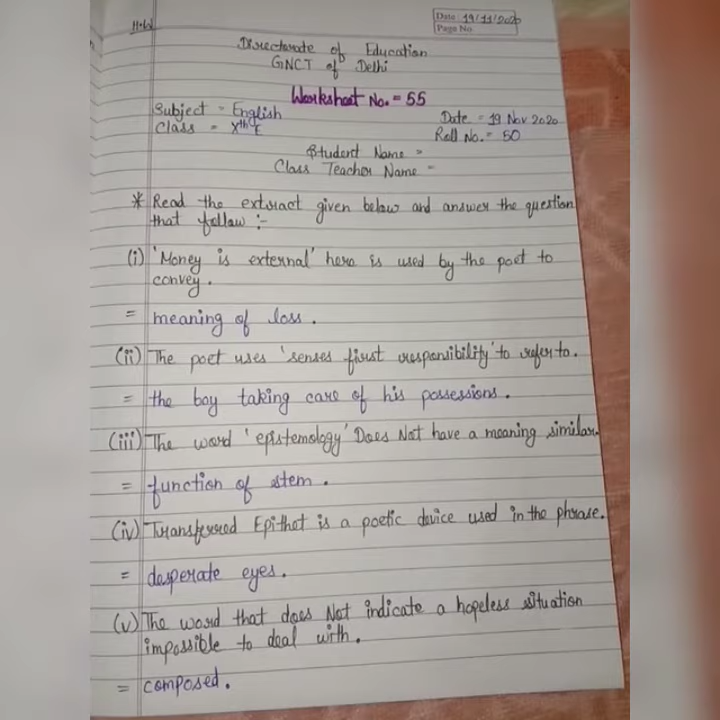 H.W
Date 19/11/2020
Page No
Directorate of Education
GNCT of Delhi
Worksheet No. = 55
Subject = English
Date = 19 Nov 2020
Class = Xth E
Roll No. = 50
Student Name =
Class Teacher Name =
* Read the extract given below and answer the question
that follow :-
(i) 'Money is external' here is used by the poet to
convey.
= meaning of loss.
(ii) The poet uses 'senses first responsibility' to refer to.
= the boy taking care of his possessions.
(iii) The word 'epistemology' Does Not have a meaning similar
= function of stem.
(iv) Transferred Epithet is a poetic device used in the phrase.
= desperate eyes.
(v) The word that does Not indicate a hopeless situation
impossible to deal with.
= composed.